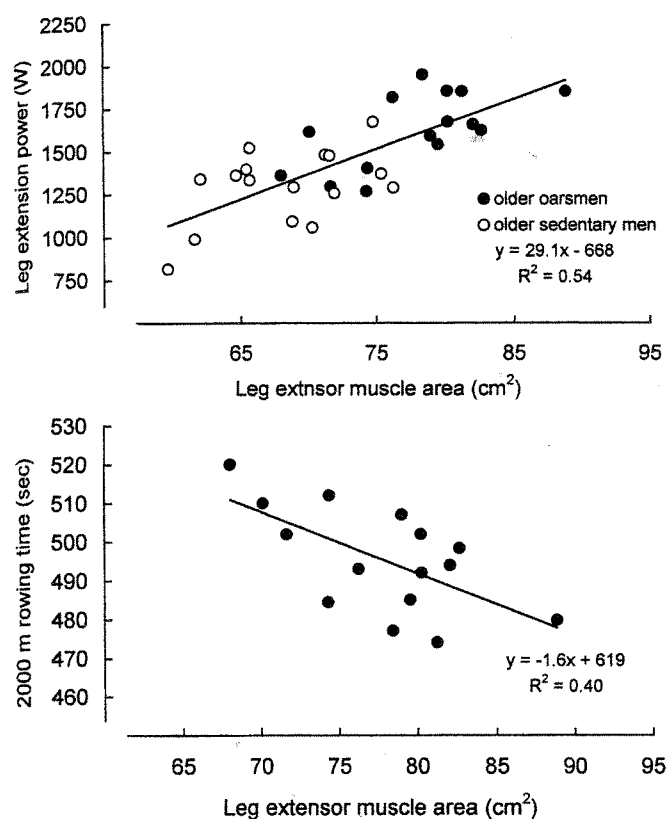 2250
2000
1750
1500
1250
1000
750
Leg extension power (W)
older oarsmen
older sedentary men
y = 29.1x - 668
R² = 0.54
65 75 85 95
Leg extnsor muscle area (cm²)
530
520
510
500
490
480
470
460
2000 m rowing time (sec)
y = -1.6x + 619
R² = 0.40
65 70 75 80 85 90 95
Leg extensor muscle area (cm²)